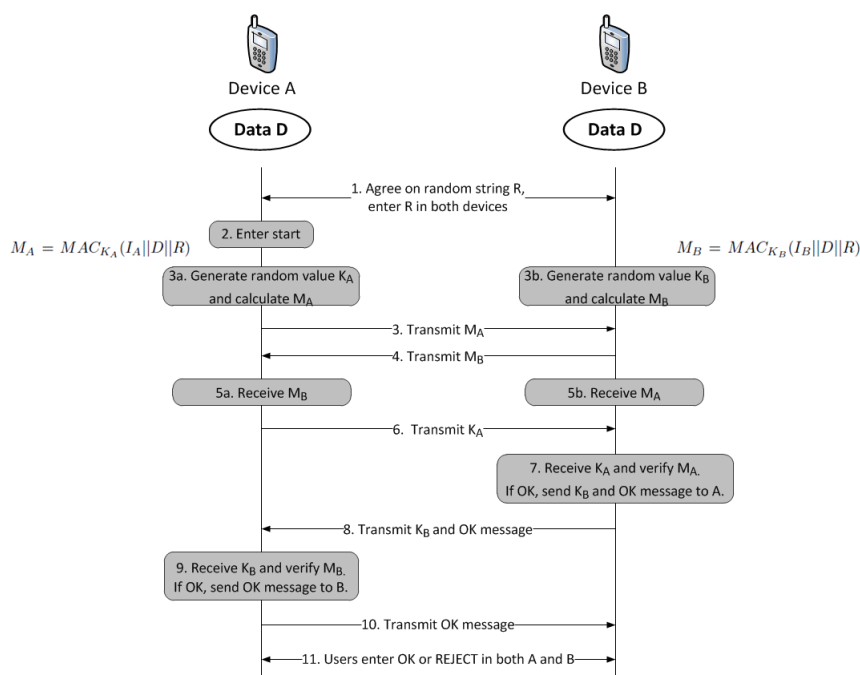 Device A
Device B
Data D
Data D
1. Agree on random string R,
enter R in both devices
2. Enter start
M_A = MAC_{K_A}(I_A||D||R)
M_B = MAC_{K_B}(I_B||D||R)
3a. Generate random value K_A
and calculate M_A
3b. Generate random value K_B
and calculate M_B
3. Transmit M_A
4. Transmit M_B
5a. Receive M_B
5b. Receive M_A
6. Transmit K_A
7. Receive K_A and verify M_A.
If OK, send K_B and OK message to A.
8. Transmit K_B and OK message
9. Receive K_B and verify M_B.
If OK, send OK message to B.
10. Transmit OK message
11. Users enter OK or REJECT in both A and B